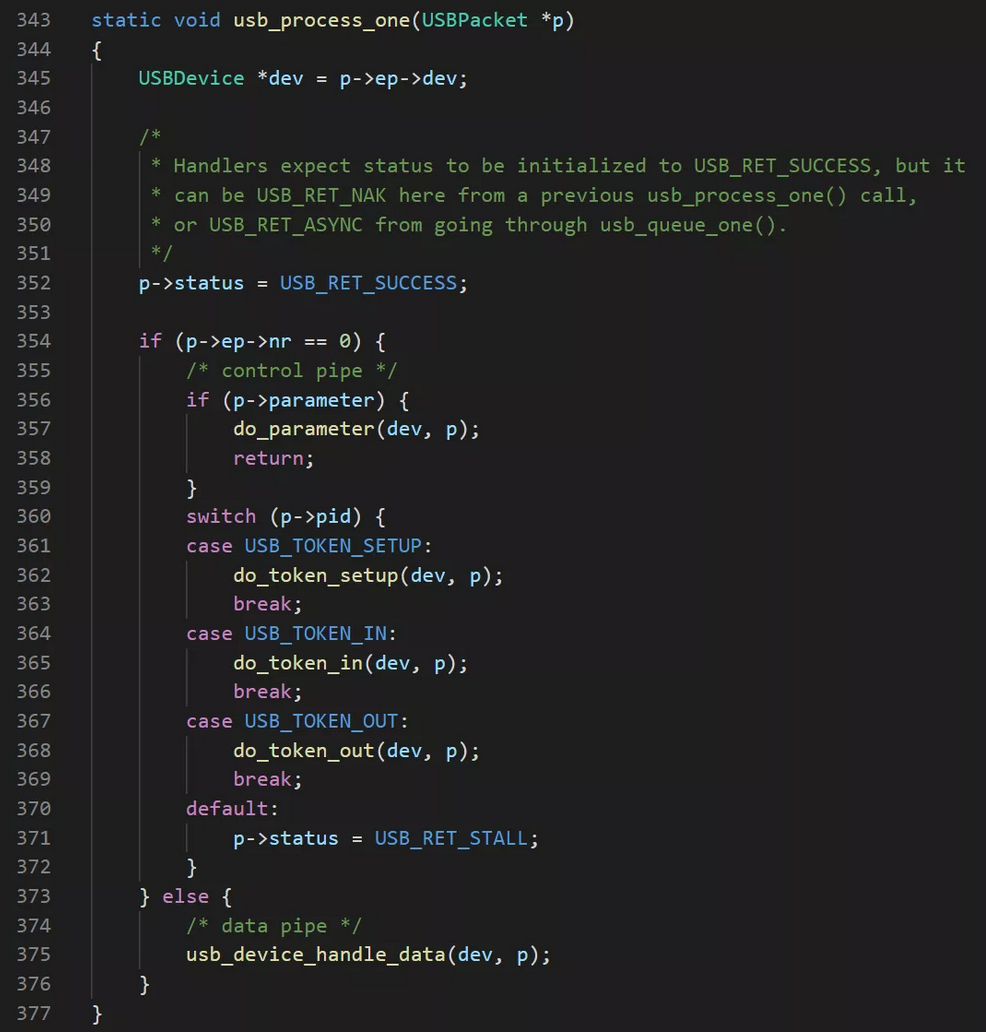 343 static void usb_process_one(USBPacket *p)
344 {
345     USBDevice *dev = p->ep->dev;
346
347     /*
348      * Handlers expect status to be initialized to USB_RET_SUCCESS, but it
349      * can be USB_RET_NAK here from a previous usb_process_one() call,
350      * or USB_RET_ASYNC from going through usb_queue_one().
351      */
352     p->status = USB_RET_SUCCESS;
353
354     if (p->ep->nr == 0) {
355         /* control pipe */
356         if (p->parameter) {
357             do_parameter(dev, p);
358             return;
359         }
360         switch (p->pid) {
361         case USB_TOKEN_SETUP:
362             do_token_setup(dev, p);
363             break;
364         case USB_TOKEN_IN:
365             do_token_in(dev, p);
366             break;
367         case USB_TOKEN_OUT:
368             do_token_out(dev, p);
369             break;
370         default:
371             p->status = USB_RET_STALL;
372         }
373     } else {
374         /* data pipe */
375         usb_device_handle_data(dev, p);
376     }
377 }